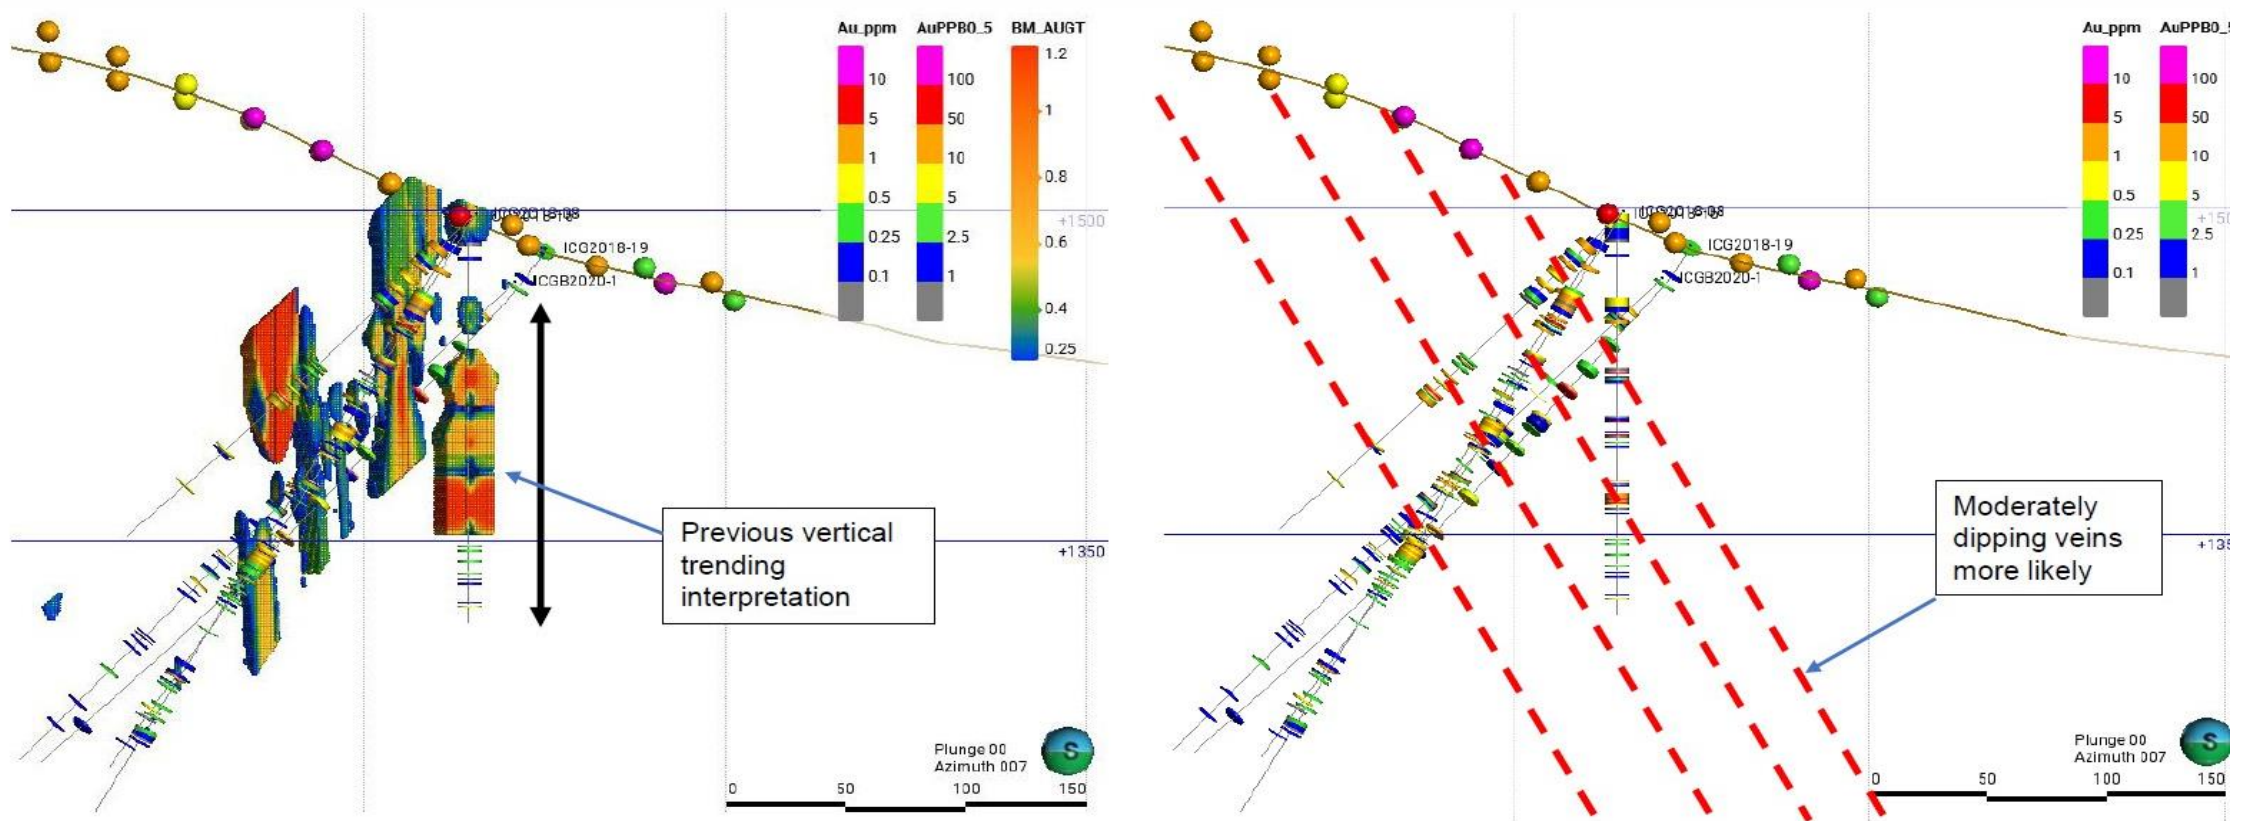 Au_ppm AuPPB0_5 BM_AUGT
10
5
1
0.5
0.25
0.1
100
50
10
5
2.5
1
1.2
1
0.8
0.6
0.4
0.25
+1500
ICG2018-19
ICGB2020-1
Previous vertical
trending
interpretation
+1350
Plunge 00
Azimuth 007
S
0 50 100 150
Au_ppm AuPPB0_5
10
5
1
0.5
0.25
0.1
100
50
10
5
2.5
1
+150
ICG2018-19
ICGB2020-1
Moderately
dipping veins
more likely
+135
Plunge 00
Azimuth 007
S
0 50 100 150